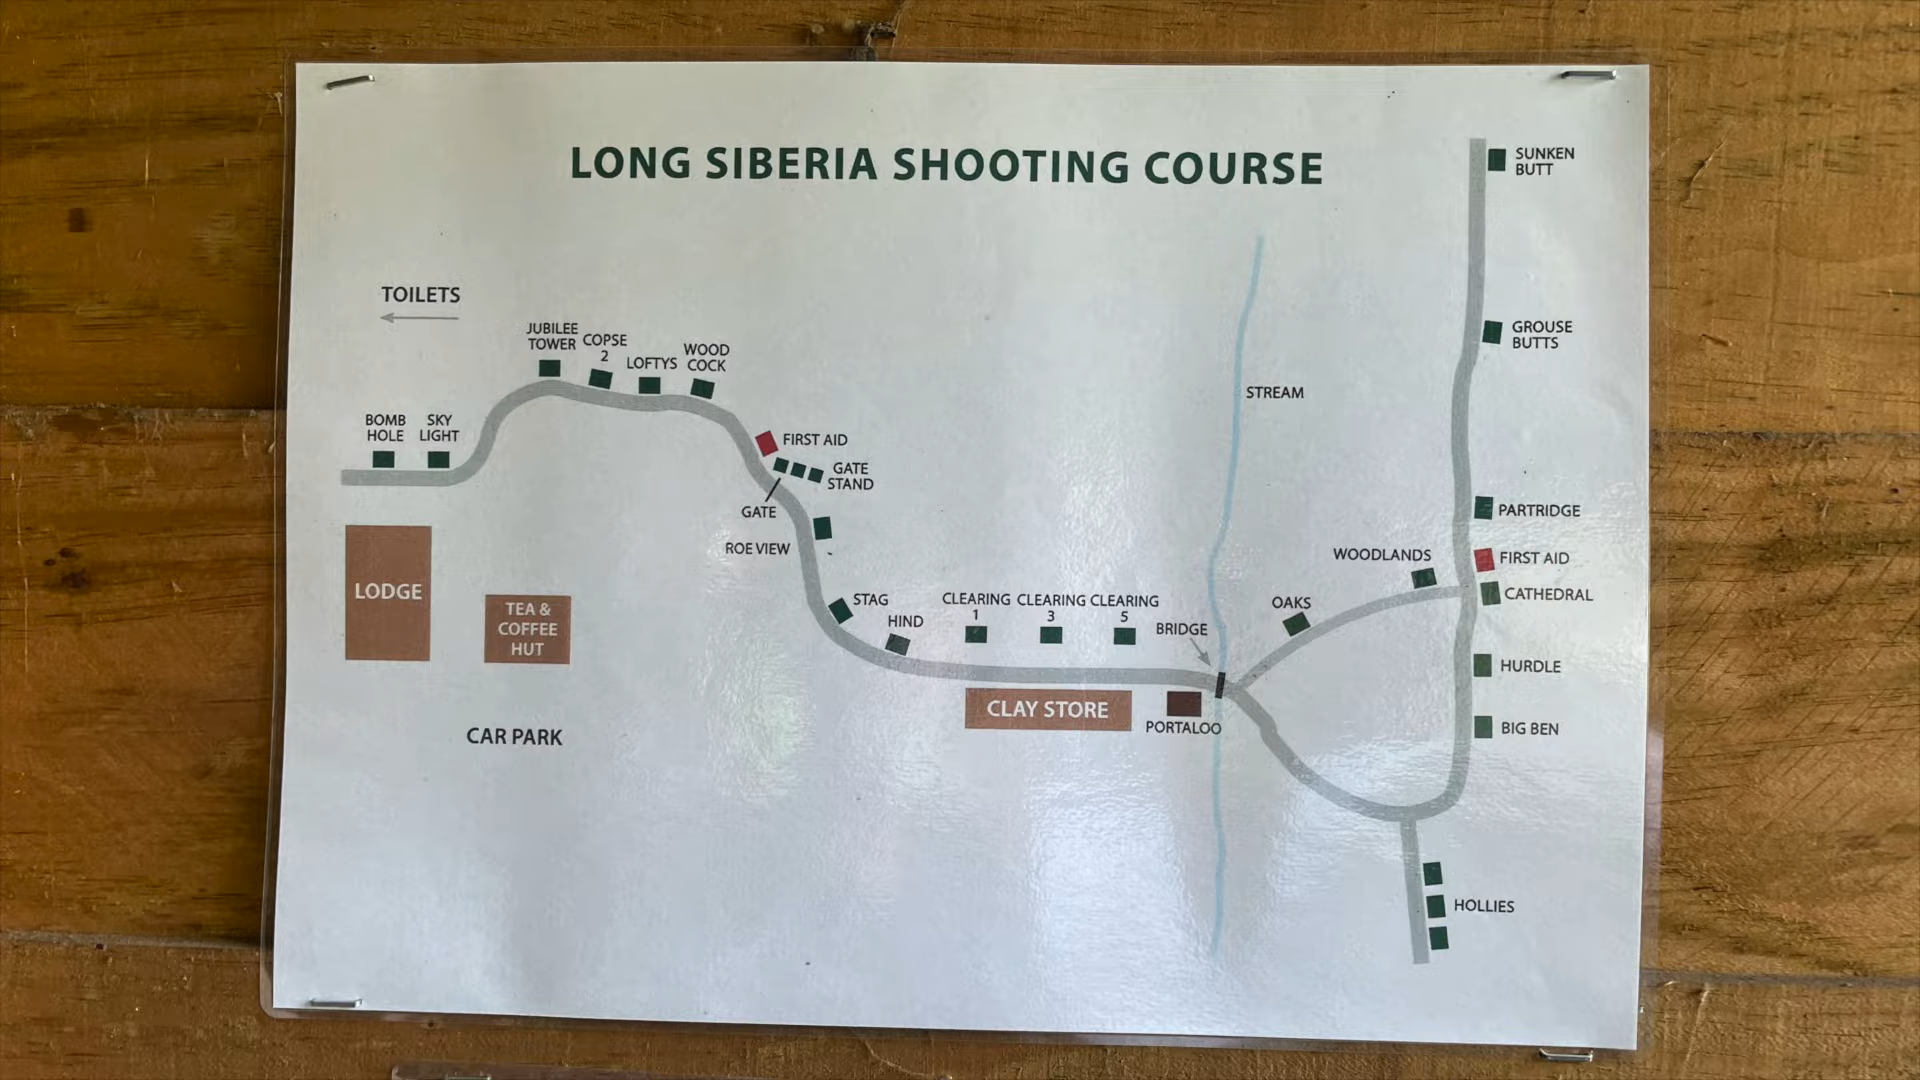 LONG SIBERIA SHOOTING COURSE
SUNKEN
BUTT
TOILETS
JUBILEE
TOWER
COPSE
2
LOFTYS
WOOD
COCK
GROUSE
BUTTS
STREAM
BOMB
HOLE
SKY
LIGHT
FIRST AID
GATE
STAND
GATE
ROE VIEW
PARTRIDGE
WOODLANDS
FIRST AID
CATHEDRAL
LODGE
TEA &
COFFEE
HUT
STAG
HIND
CLEARING
1
CLEARING
3
CLEARING
5
BRIDGE
OAKS
HURDLE
CLAY STORE
PORTALOO
BIG BEN
CAR PARK
HOLLIES